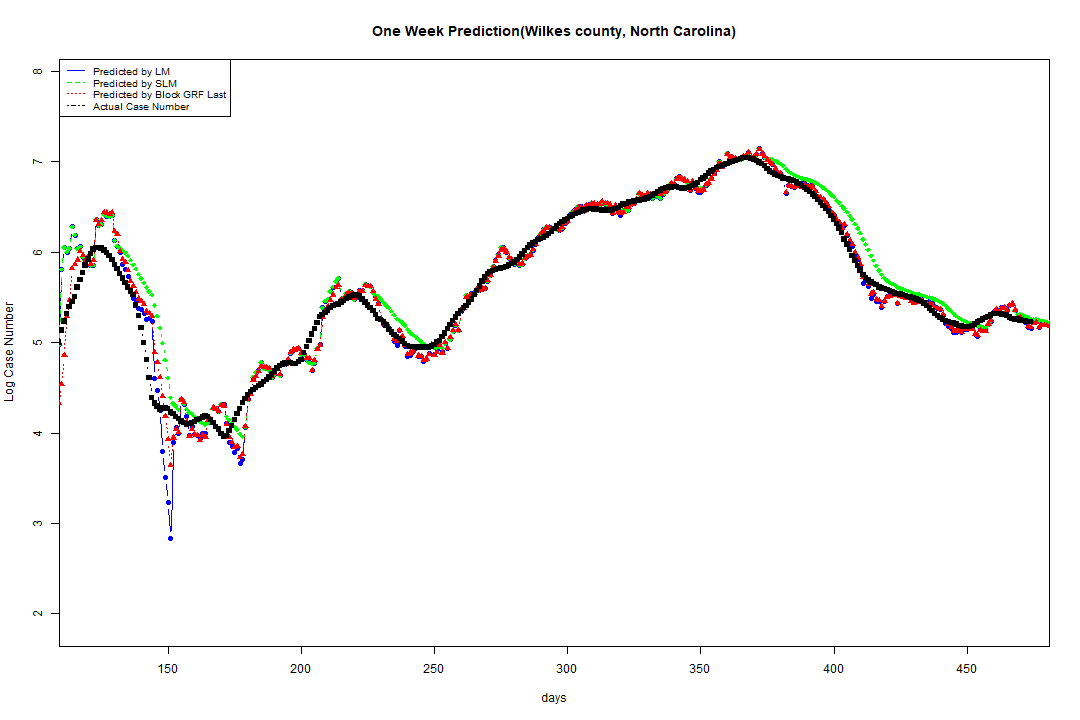 One Week Prediction(Wilkes county, North Carolina)
Predicted by LM
Predicted by SLM
Predicted by Block GRF Last
Actual Case Number
8
7
6
5
4
3
2
Log Case Number
150 200 250 300 350 400 450
days